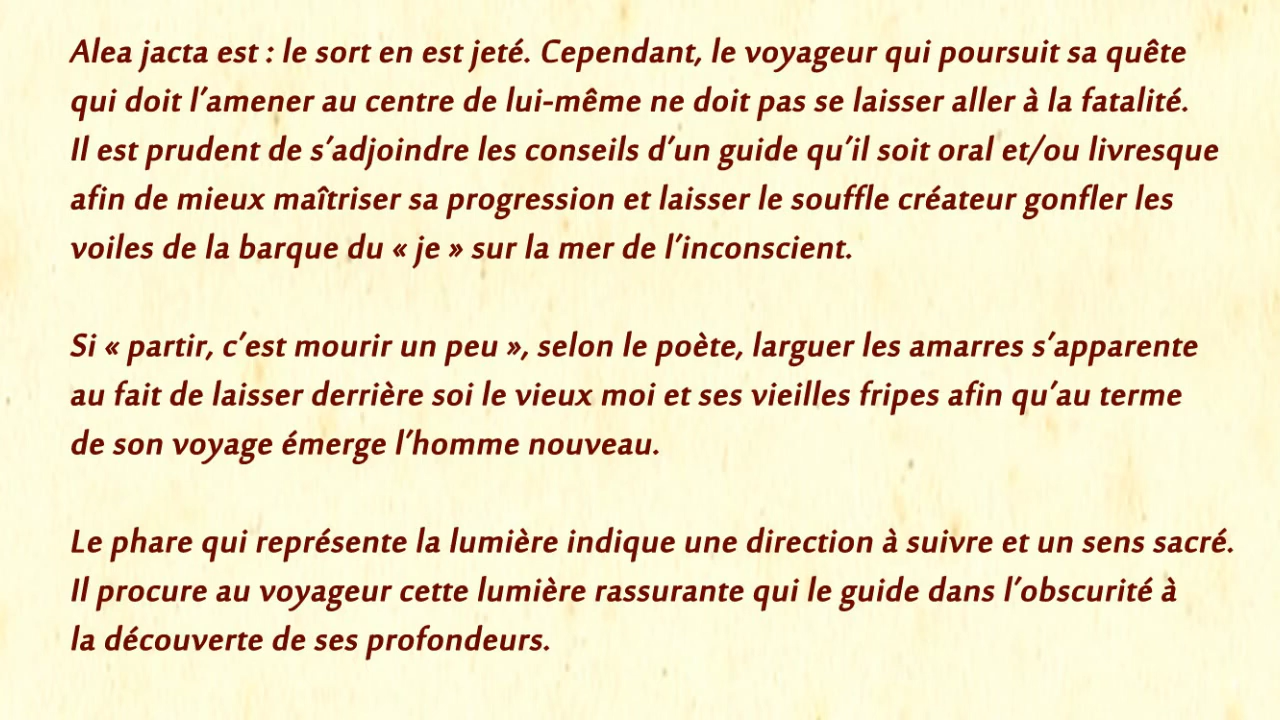 Alea jacta est : le sort en est jeté. Cependant, le voyageur qui poursuit sa quête
qui doit l’amener au centre de lui-même ne doit pas se laisser aller à la fatalité.
Il est prudent de s’adjoindre les conseils d’un guide qu’il soit oral et/ou livresque
afin de mieux maîtriser sa progression et laisser le souffle créateur gonfler les
voiles de la barque du « je » sur la mer de l’inconscient.
Si « partir, c’est mourir un peu », selon le poète, larguer les amarres s’apparente
au fait de laisser derrière soi le vieux moi et ses vieilles fripes afin qu’au terme
de son voyage émerge l’homme nouveau.
Le phare qui représente la lumière indique une direction à suivre et un sens sacré.
Il procure au voyageur cette lumière rassurante qui le guide dans l’obscurité à
la découverte de ses profondeurs.